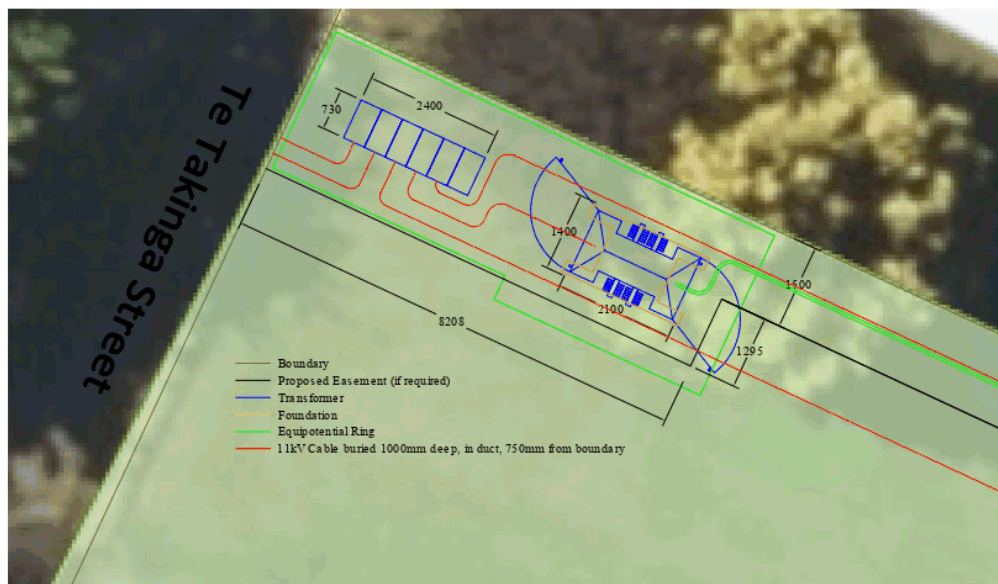 Te Takinga Street
730
2400
1400
2100
1500
1295
8208
Boundary
Proposed Easement (if required)
Transformer
Foundation
Equipotential Ring
11kV Cable buried 1000mm deep, in duct, 750mm from boundary